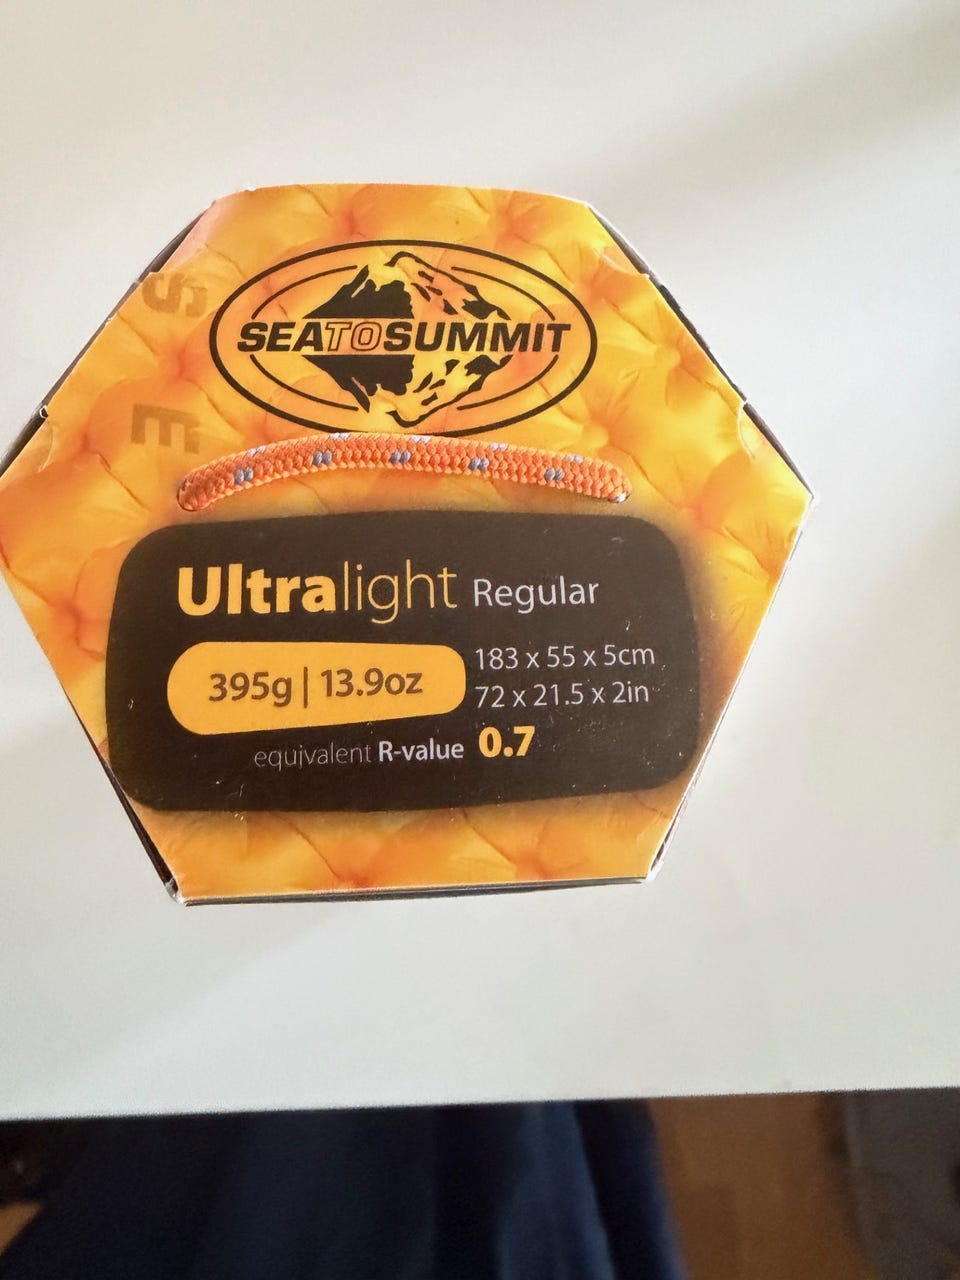 SEATOSUMMIT
S
E
Ultralight Regular
395g | 13.9oz
183 x 55 x 5cm
72 x 21.5 x 2in
equivalent R-value 0.7